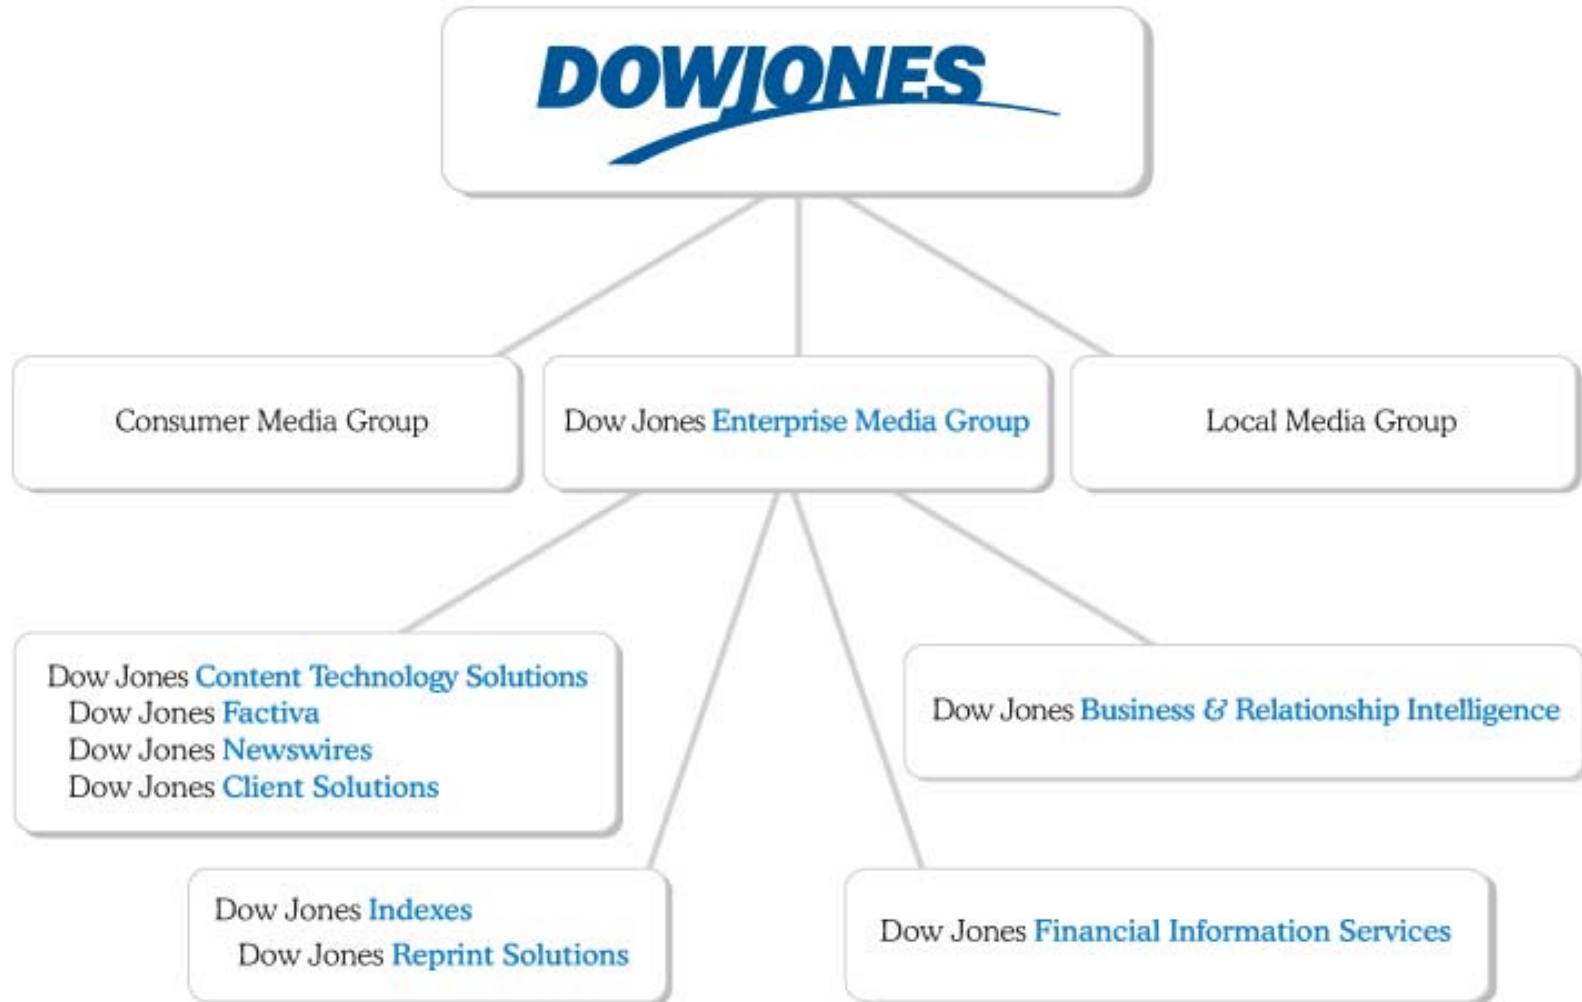 DOWJONES
Consumer Media Group
Dow Jones Enterprise Media Group
Local Media Group
Dow Jones Content Technology Solutions
Dow Jones Factiva
Dow Jones Newswires
Dow Jones Client Solutions
Dow Jones Business & Relationship Intelligence
Dow Jones Indexes
Dow Jones Reprint Solutions
Dow Jones Financial Information Services